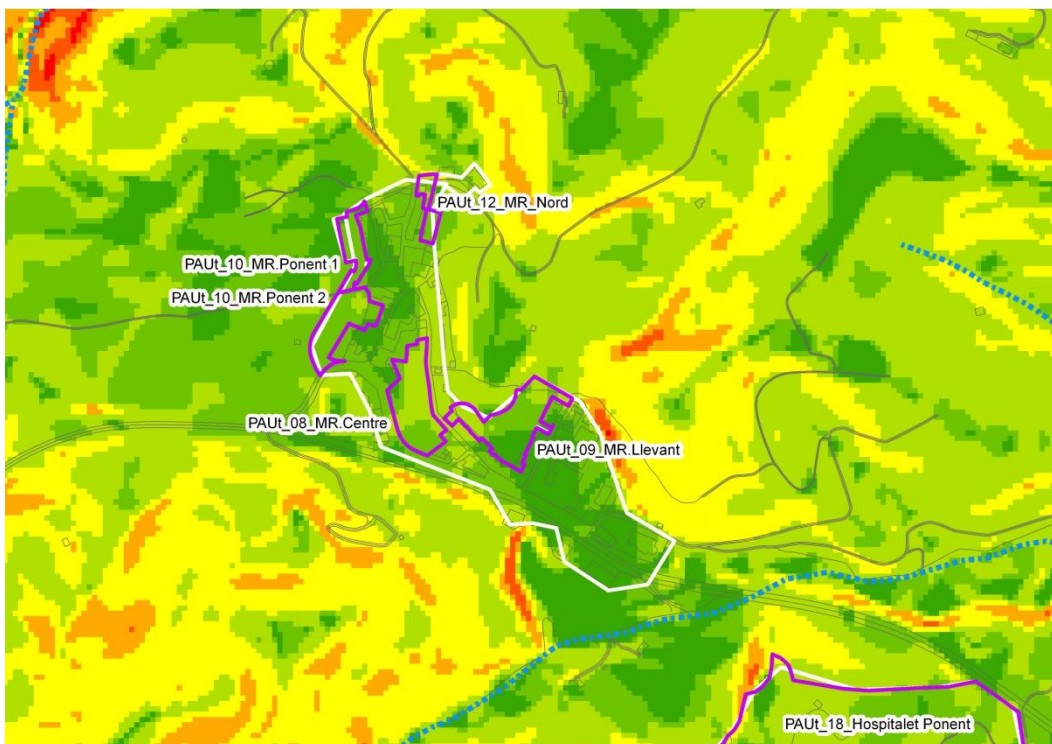 PAUt_12_MR_Nord
PAUt_10_MR.Ponent 1
PAUt_10_MR.Ponent 2
PAUt_08_MR.Centre
PAUt_09_MR.Llevant
PAUt_18_Hospitalet Ponent